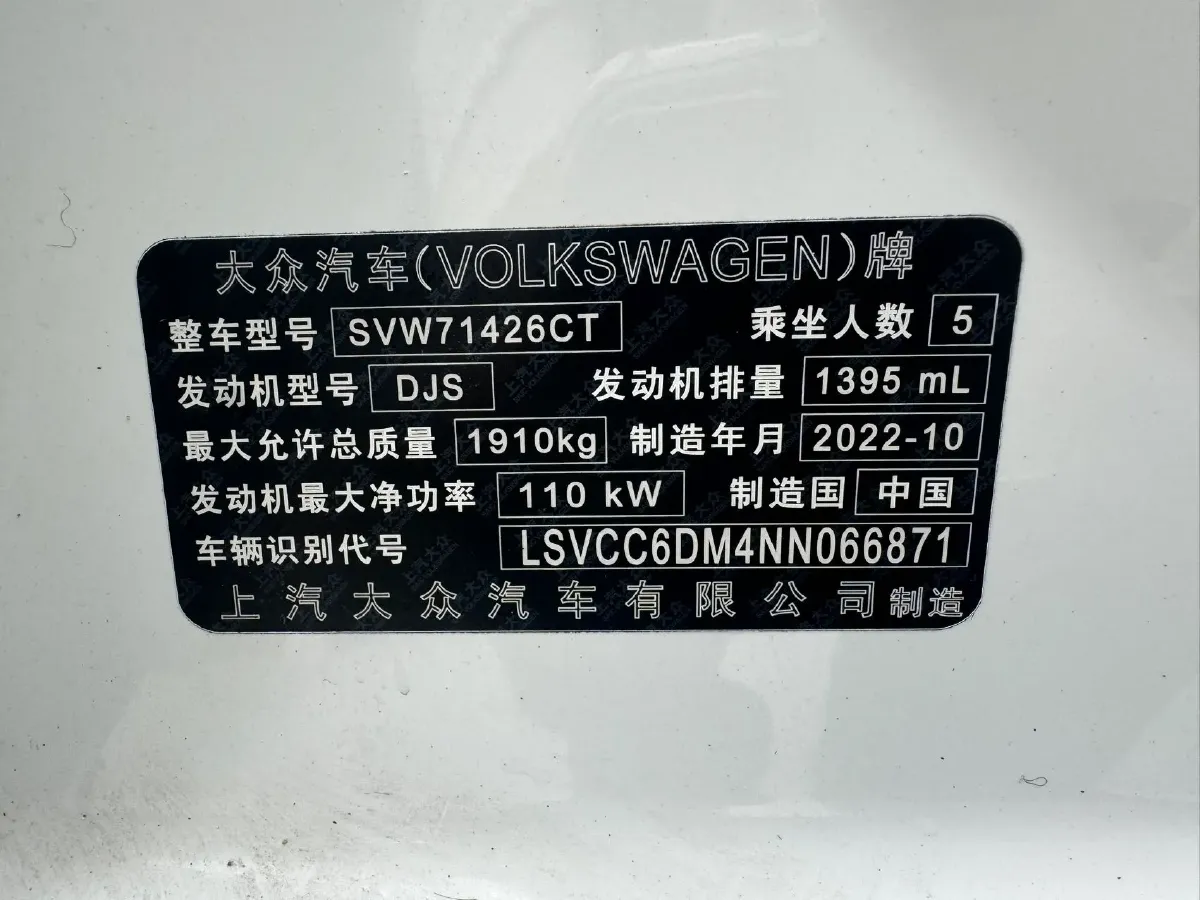 大众汽车(VOLKSWAGEN)牌
整车型号 SVW71426CT 乘坐人数 5
发动机型号 DJS 发动机排量 1395 mL
最大允许总质量 1910kg 制造年月 2022-10
发动机最大净功率 110 kW 制造国 中国
车辆识别代号 LSVCC6DM4NN066871
上汽大众汽车有限公司制造